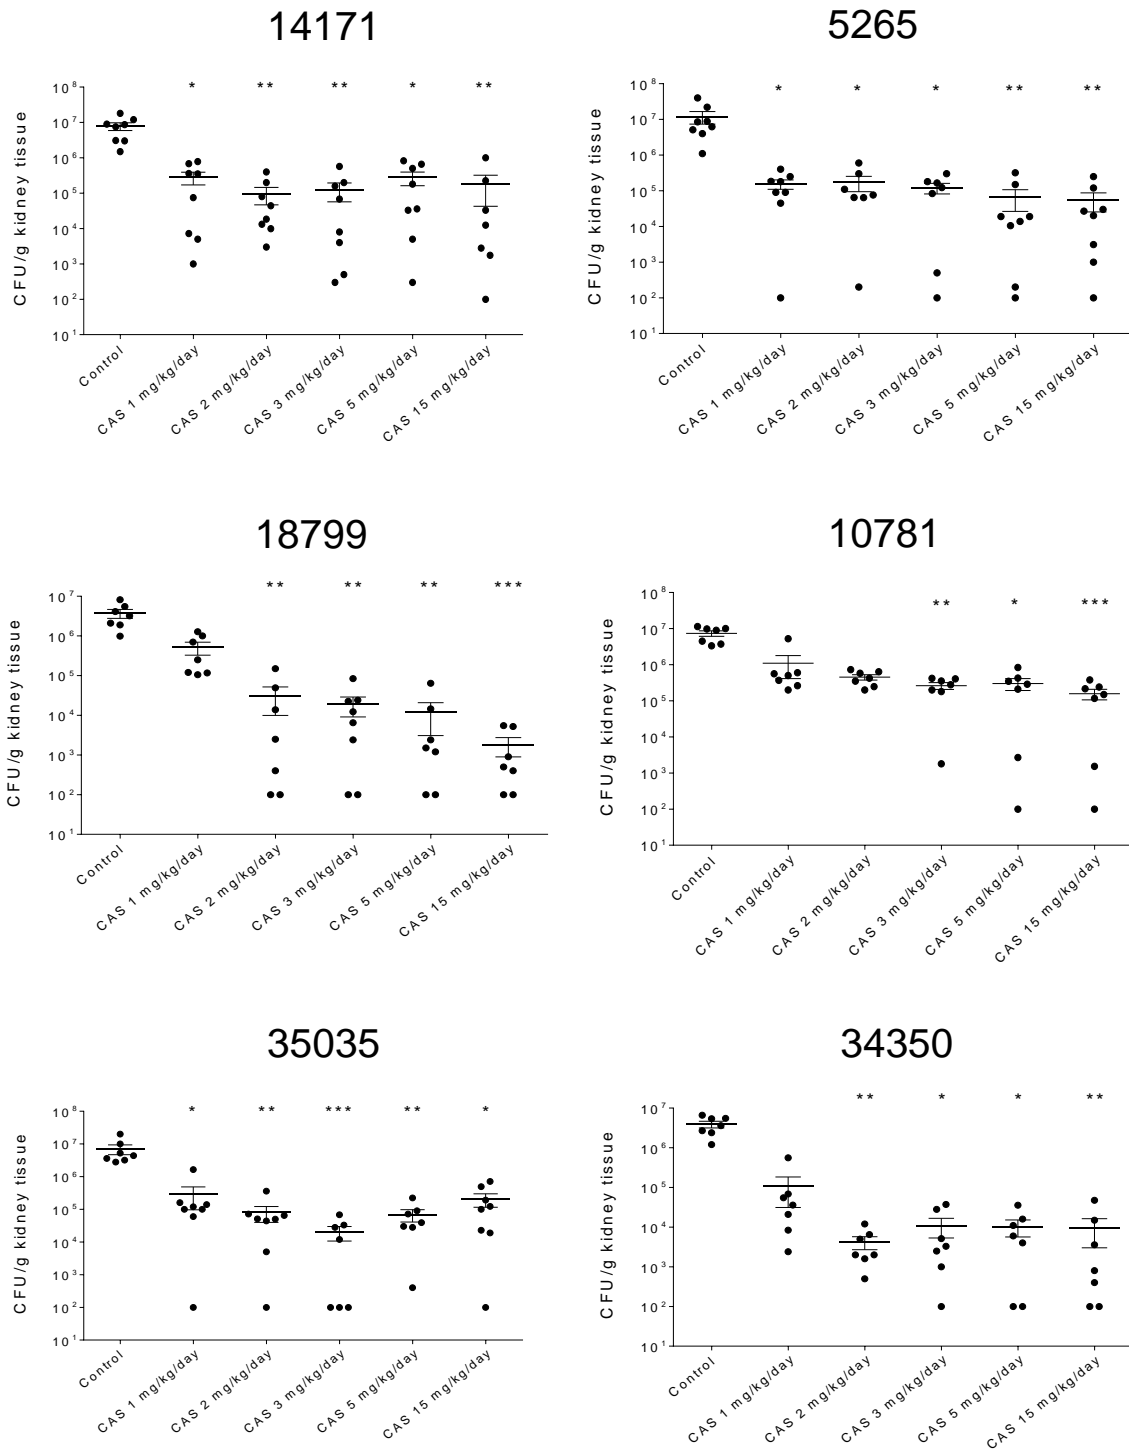 14171
* ** ** * **
CFU/g kidney tissue
10⁸
10⁷
10⁶
10⁵
10⁴
10³
10²
10¹
Control
CAS 1 mg/kg/day
CAS 2 mg/kg/day
CAS 3 mg/kg/day
CAS 5 mg/kg/day
CAS 15 mg/kg/day
5265
* * * ** **
CFU/g kidney tissue
10⁸
10⁷
10⁶
10⁵
10⁴
10³
10²
10¹
Control
CAS 1 mg/kg/day
CAS 2 mg/kg/day
CAS 3 mg/kg/day
CAS 5 mg/kg/day
CAS 15 mg/kg/day
18799
** ** ** ***
CFU/g kidney tissue
10⁷
10⁶
10⁵
10⁴
10³
10²
10¹
Control
CAS 1 mg/kg/day
CAS 2 mg/kg/day
CAS 3 mg/kg/day
CAS 5 mg/kg/day
CAS 15 mg/kg/day
10781
** * ***
CFU/g kidney tissue
10⁸
10⁷
10⁶
10⁵
10⁴
10³
10²
10¹
Control
CAS 1 mg/kg/day
CAS 2 mg/kg/day
CAS 3 mg/kg/day
CAS 5 mg/kg/day
CAS 15 mg/kg/day
35035
* ** *** ** *
CFU/g kidney tissue
10⁸
10⁷
10⁶
10⁵
10⁴
10³
10²
10¹
Control
CAS 1 mg/kg/day
CAS 2 mg/kg/day
CAS 3 mg/kg/day
CAS 5 mg/kg/day
CAS 15 mg/kg/day
34350
** * * **
CFU/g kidney tissue
10⁷
10⁶
10⁵
10⁴
10³
10²
10¹
Control
CAS 1 mg/kg/day
CAS 2 mg/kg/day
CAS 3 mg/kg/day
CAS 5 mg/kg/day
CAS 15 mg/kg/day